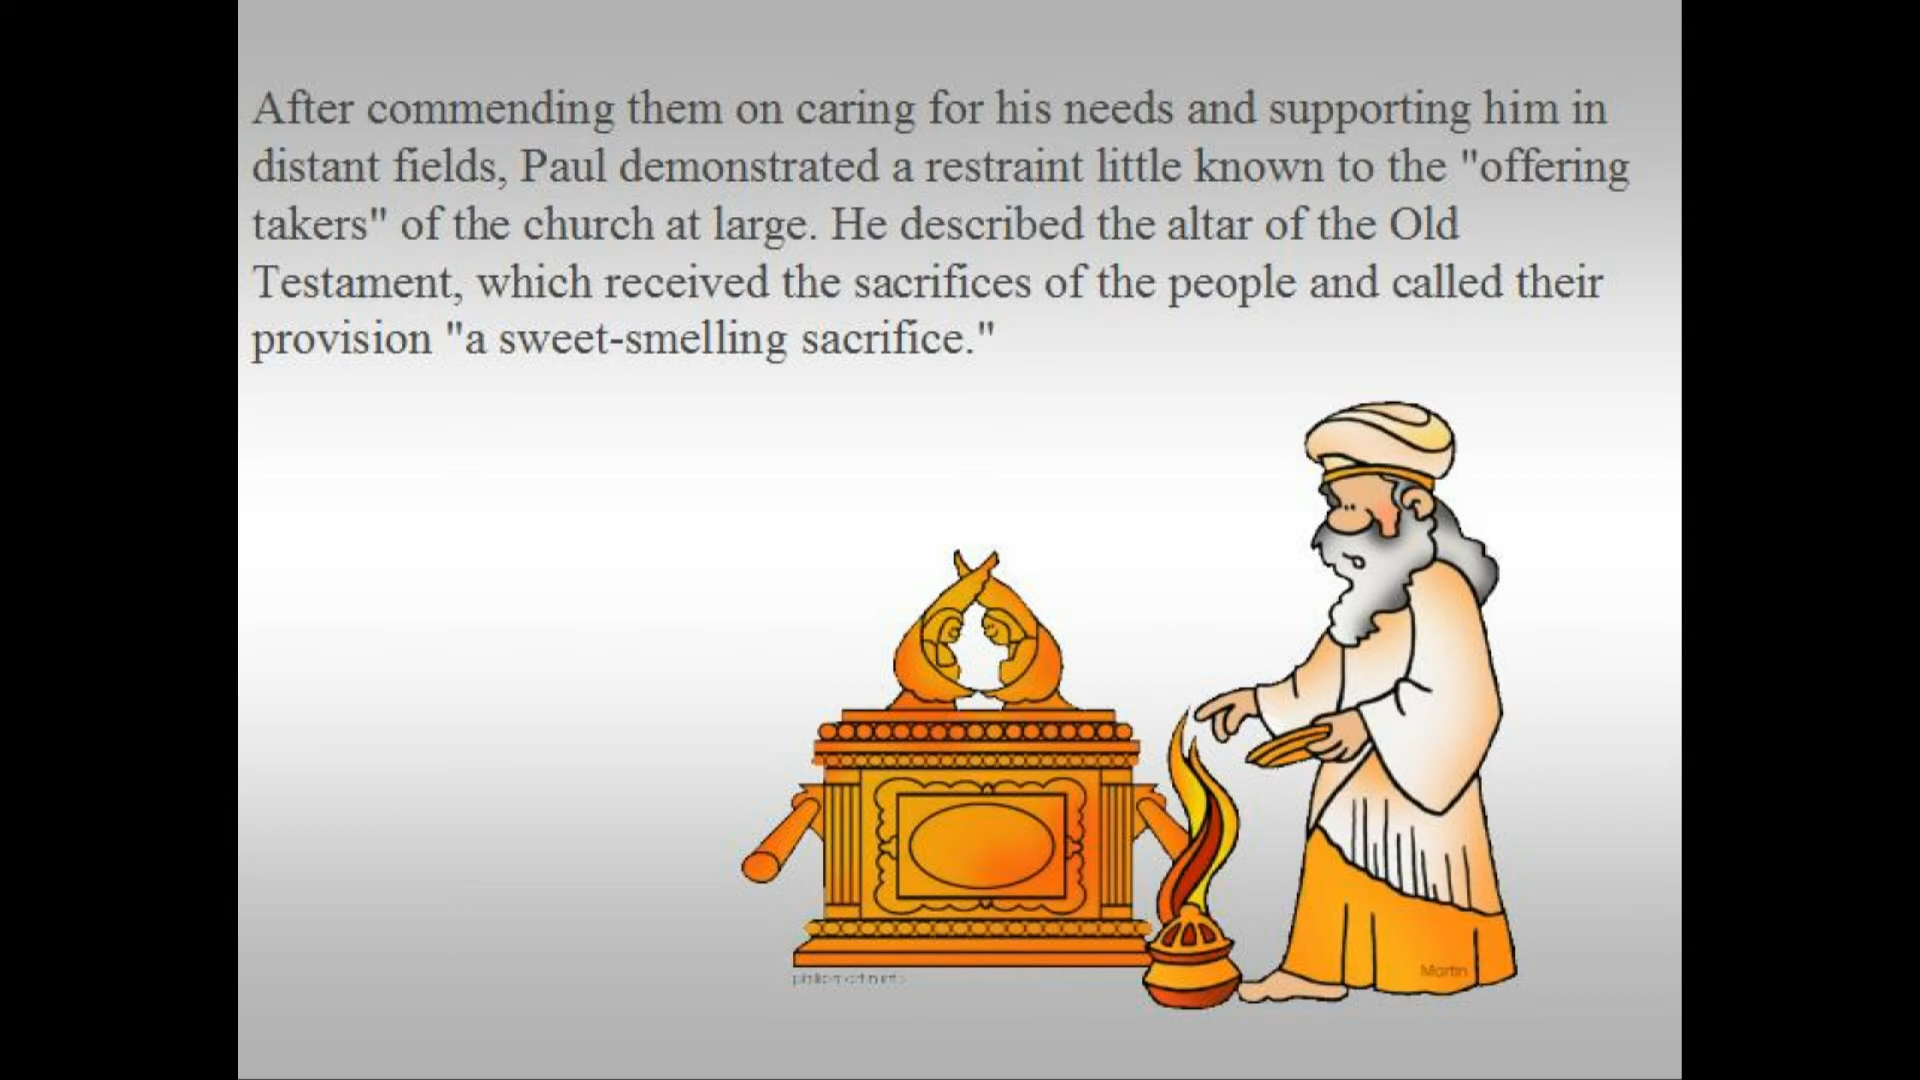 After commending them on caring for his needs and supporting him in
distant fields, Paul demonstrated a restraint little known to the "offering
takers" of the church at large. He described the altar of the Old
Testament, which received the sacrifices of the people and called their
provision "a sweet-smelling sacrifice."
Martin